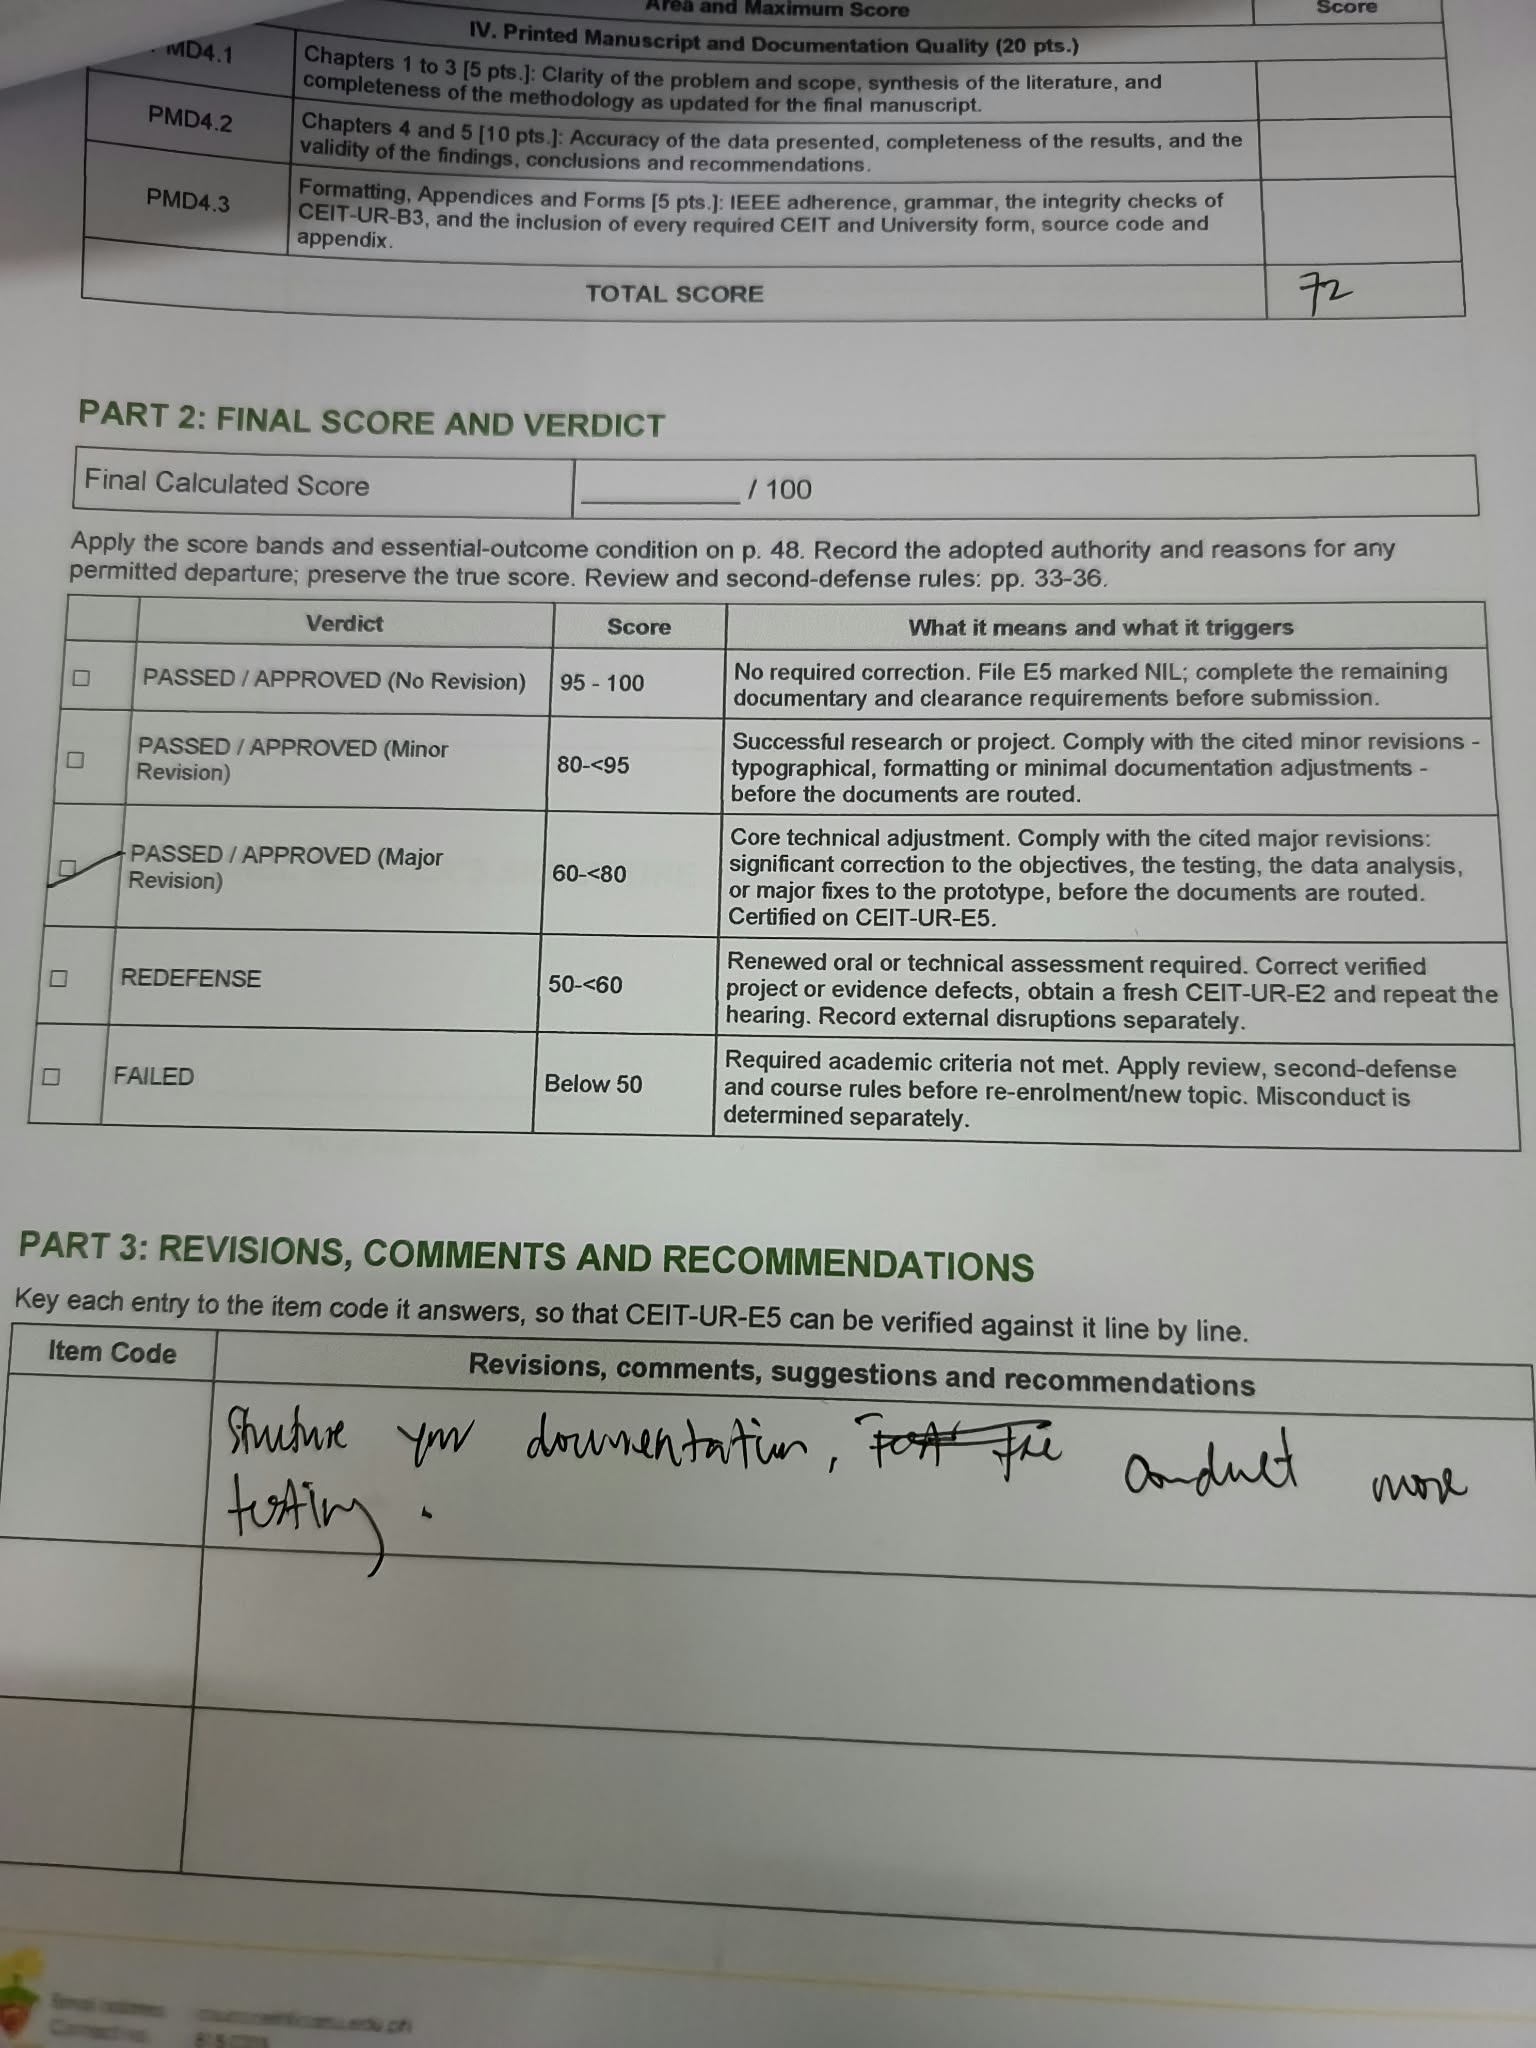 Area and Maximum Score Score
IV. Printed Manuscript and Documentation Quality (20 pts.)
MD4.1
Chapters 1 to 3 [5 pts.]: Clarity of the problem and scope, synthesis of the literature, and
completeness of the methodology as updated for the final manuscript.
PMD4.2
Chapters 4 and 5 [10 pts.]: Accuracy of the data presented, completeness of the results, and the
validity of the findings, conclusions and recommendations.
PMD4.3
Formatting, Appendices and Forms [5 pts.]: IEEE adherence, grammar, the integrity checks of
CEIT-UR-B3, and the inclusion of every required CEIT and University form, source code and
appendix.
TOTAL SCORE 72
PART 2: FINAL SCORE AND VERDICT
Final Calculated Score / 100
Apply the score bands and essential-outcome condition on p. 48. Record the adopted authority and reasons for any
permitted departure; preserve the true score. Review and second-defense rules: pp. 33-36.
Verdict Score What it means and what it triggers
PASSED / APPROVED (No Revision)
95 - 100
No required correction. File E5 marked NIL; complete the remaining
documentary and clearance requirements before submission.
PASSED / APPROVED (Minor
Revision)
80-<95
Successful research or project. Comply with the cited minor revisions -
typographical, formatting or minimal documentation adjustments -
before the documents are routed.
PASSED / APPROVED (Major
Revision)
60-<80
Core technical adjustment. Comply with the cited major revisions:
significant correction to the objectives, the testing, the data analysis,
or major fixes to the prototype, before the documents are routed.
Certified on CEIT-UR-E5.
REDEFENSE
50-<60
Renewed oral or technical assessment required. Correct verified
project or evidence defects, obtain a fresh CEIT-UR-E2 and repeat the
hearing. Record external disruptions separately.
FAILED
Below 50
Required academic criteria not met. Apply review, second-defense
and course rules before re-enrolment/new topic. Misconduct is
determined separately.
PART 3: REVISIONS, COMMENTS AND RECOMMENDATIONS
Key each entry to the item code it answers, so that CEIT-UR-E5 can be verified against it line by line.
Item Code Revisions, comments, suggestions and recommendations
Structure your documentation, conduct more
testing.